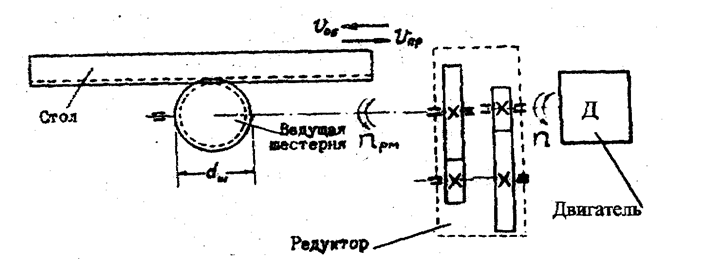 Vоб
Vпр
Стол
Ведущая
шестерня
nрм
n
Д
dш
Двигатель
Редуктор